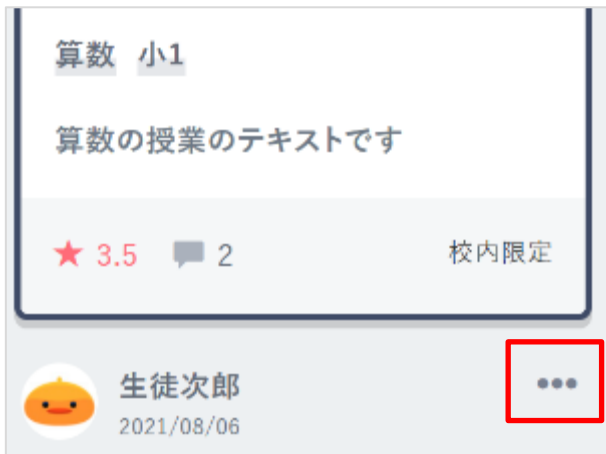 算数 小1
算数の授業のテキストです
★ 3.5 2 校内限定
生徒次郎 •••
2021/08/06